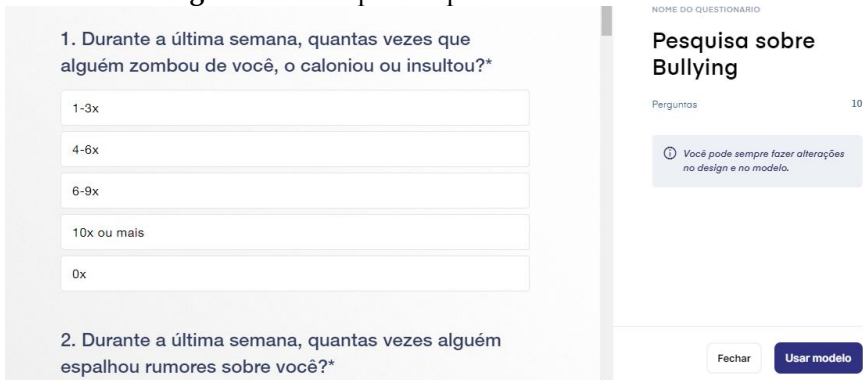 1. Durante a última semana, quantas vezes que
alguém zombou de você, o caloniou ou insultou?*
1-3x
4-6x
6-9x
10x ou mais
0x
2. Durante a última semana, quantas vezes alguém
espalhou rumores sobre você?*
NOME DO QUESTIONÁRIO
Pesquisa sobre
Bullying
Perguntas 10
Você pode sempre fazer alterações
no design e no modelo.
Fechar Usar modelo